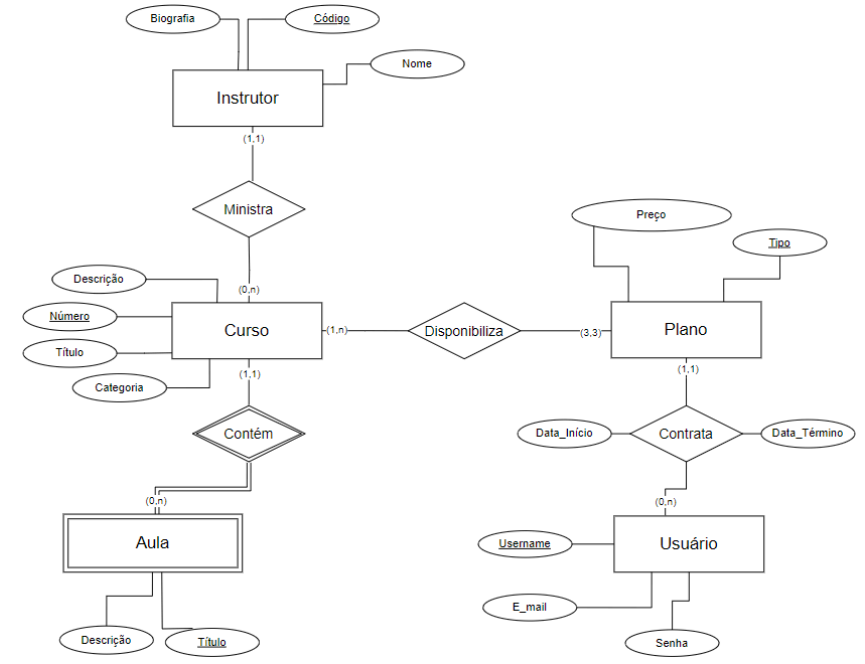 Biografia
Código
Nome
Instrutor
(1,1)
Ministra
(0,n)
Preço
Tipo
Descrição
Número
Título
Categoria
Curso
(1,n)
Disponibiliza
(3,3)
Plano
(1,1)
(1,1)
Contém
Data_Início
Contrata
Data_Término
(0,n)
(0,n)
Aula
Username
Usuário
E_mail
Senha
Descrição
Título